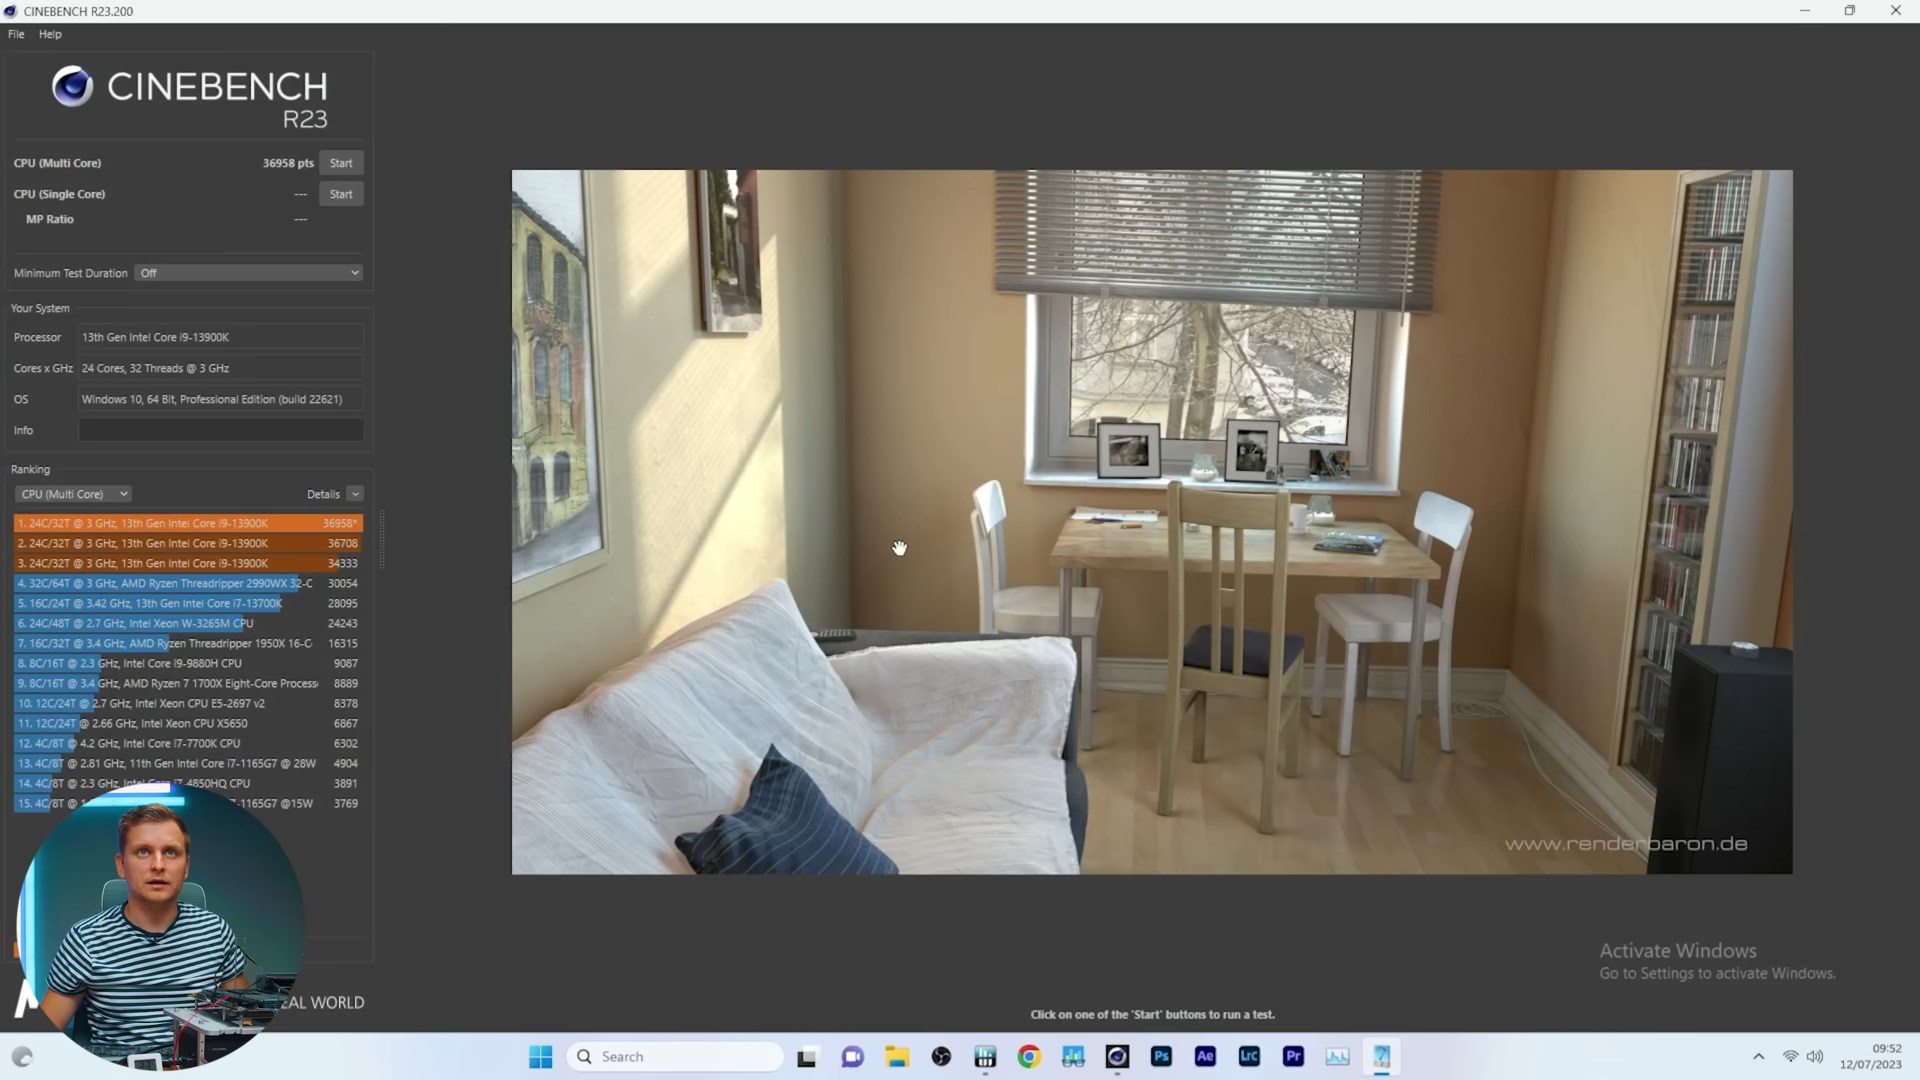 CINEBENCH R23.200
File Help
CINEBENCH
R23
CPU (Multi Core) 36958 pts Start
CPU (Single Core) --- Start
MP Ratio ---
Minimum Test Duration Off
Your System
Processor 13th Gen Intel Core i9-13900K
Cores x GHz 24 Cores, 32 Threads @ 3 GHz
OS Windows 10, 64 Bit, Professional Edition (build 22621)
Info
Ranking
CPU (Multi Core) Details
1. 24C/32T @ 3 GHz, 13th Gen Intel Core i9-13900K 36958*
2. 24C/32T @ 3 GHz, 13th Gen Intel Core i9-13900K 36708
3. 24C/32T @ 3 GHz, 13th Gen Intel Core i9-13900K 34333
4. 32C/64T @ 3 GHz, AMD Ryzen Threadripper 2990WX 32-C 30054
5. 16C/24T @ 3.42 GHz, 13th Gen Intel Core i7-13700K 28095
6. 24C/48T @ 2.7 GHz, Intel Xeon W-3265M CPU 24243
7. 16C/32T @ 3.4 GHz, AMD Ryzen Threadripper 1950X 16-C 16315
8. 8C/16T @ 2.3 GHz, Intel Core i9-9880H CPU 9087
9. 8C/16T @ 3.4 GHz, AMD Ryzen 7 1700X Eight-Core Process 8889
10. 12C/24T @ 2.7 GHz, Intel Xeon CPU E5-2697 v2 8378
11. 12C/24T @ 2.66 GHz, Intel Xeon CPU X5650 6867
12. 4C/8T @ 4.2 GHz, Intel Core i7-7700K CPU 6302
13. 4C/8T @ 2.81 GHz, 11th Gen Intel Core i7-1165G7 @ 28W 4904
14. 4C/8T @ 2.3 GHz, Intel Core i7-4850HQ CPU 3891
15. 4C/8T @ 7-1165G7 @15W 3769
EAL WORLD
www.renderbaron.de
Activate Windows
Go to Settings to activate Windows.
Click on one of the 'Start' buttons to run a test.
Search
Ps
Ae
LrC
Pr
09:52
12/07/2023